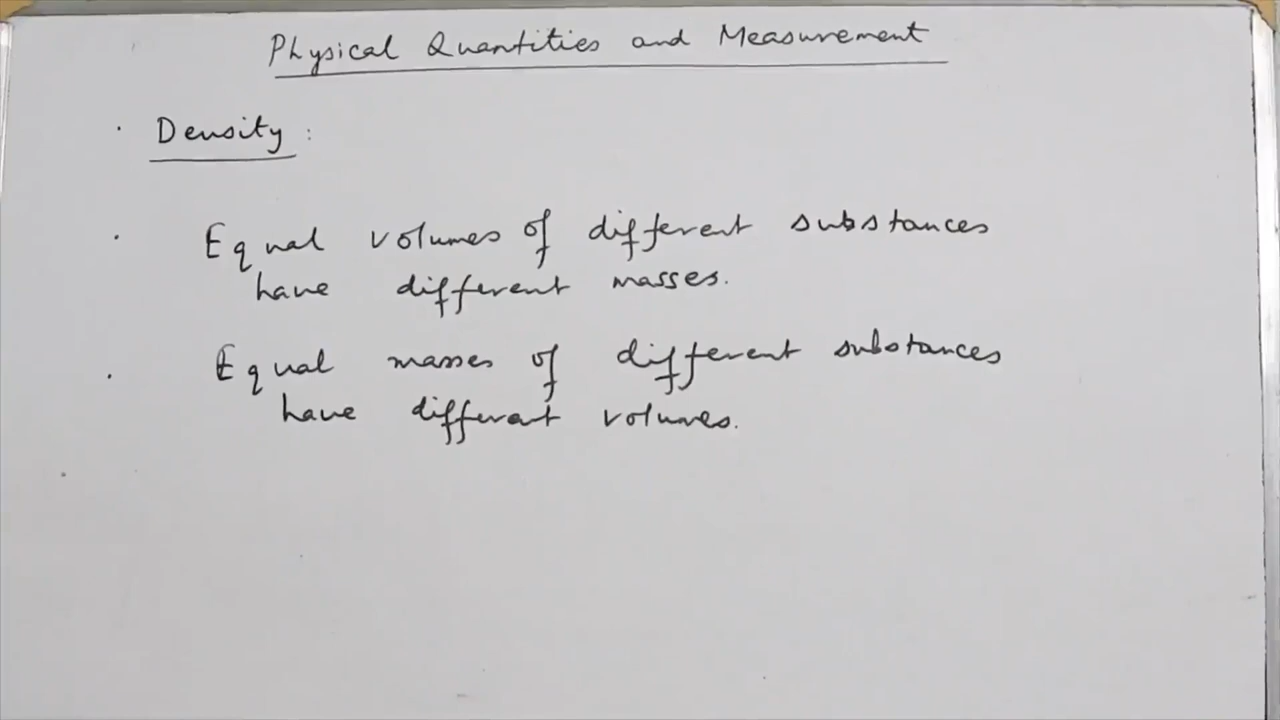 Physical Quantities and Measurement
· Density :
· Equal volumes of different substances
have different masses.
· Equal masses of different substances
have different volumes.